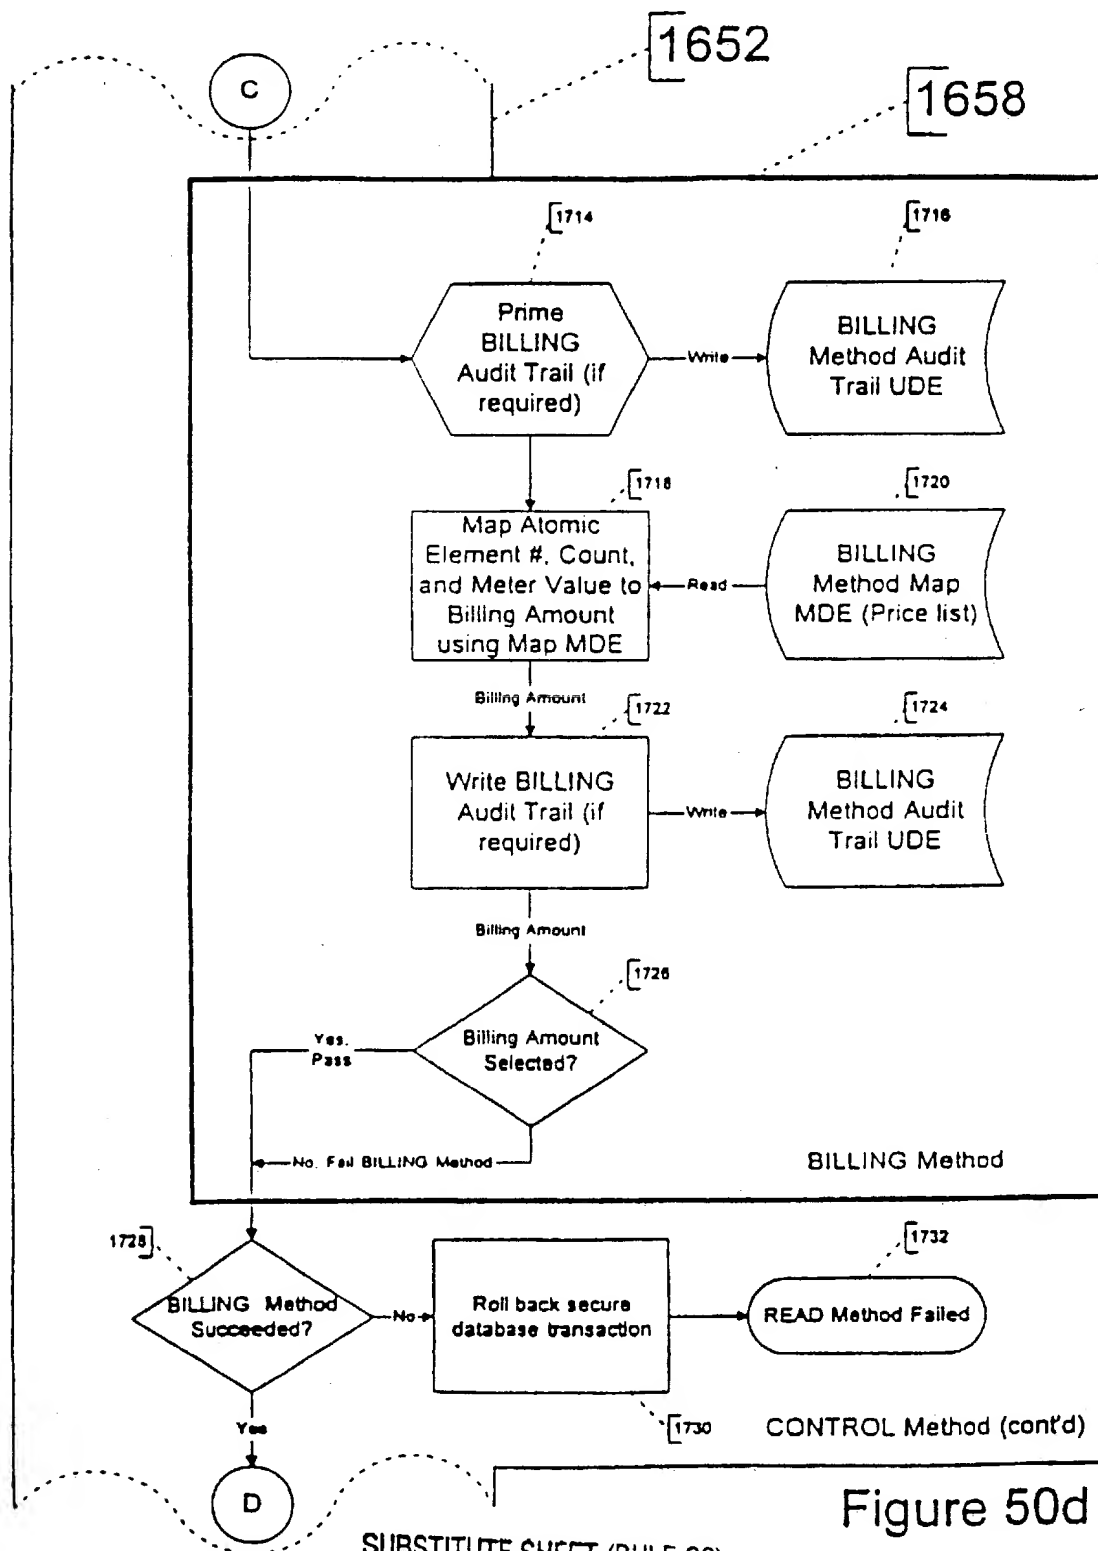 1652
C
1658
1714
1716
Prime
BILLING
Audit Trail (if
required)
Write
BILLING
Method Audit
Trail UDE
1718
1720
Map Atomic
Element #, Count,
and Meter Value to
Billing Amount
using Map MDE
Read
BILLING
Method Map
MDE (Price list)
Billing Amount
1722
1724
Write BILLING
Audit Trail (if
required)
Write
BILLING
Method Audit
Trail UDE
Billing Amount
1726
Billing Amount
Selected?
Yes,
Pass
No, Fail BILLING Method
BILLING Method
1728
1732
BILLING Method
Succeeded?
No
Roll back secure
database transaction
READ Method Failed
Yes
1730
CONTROL Method (cont'd)
D
Figure 50d
SUBSTITUTE SHEET